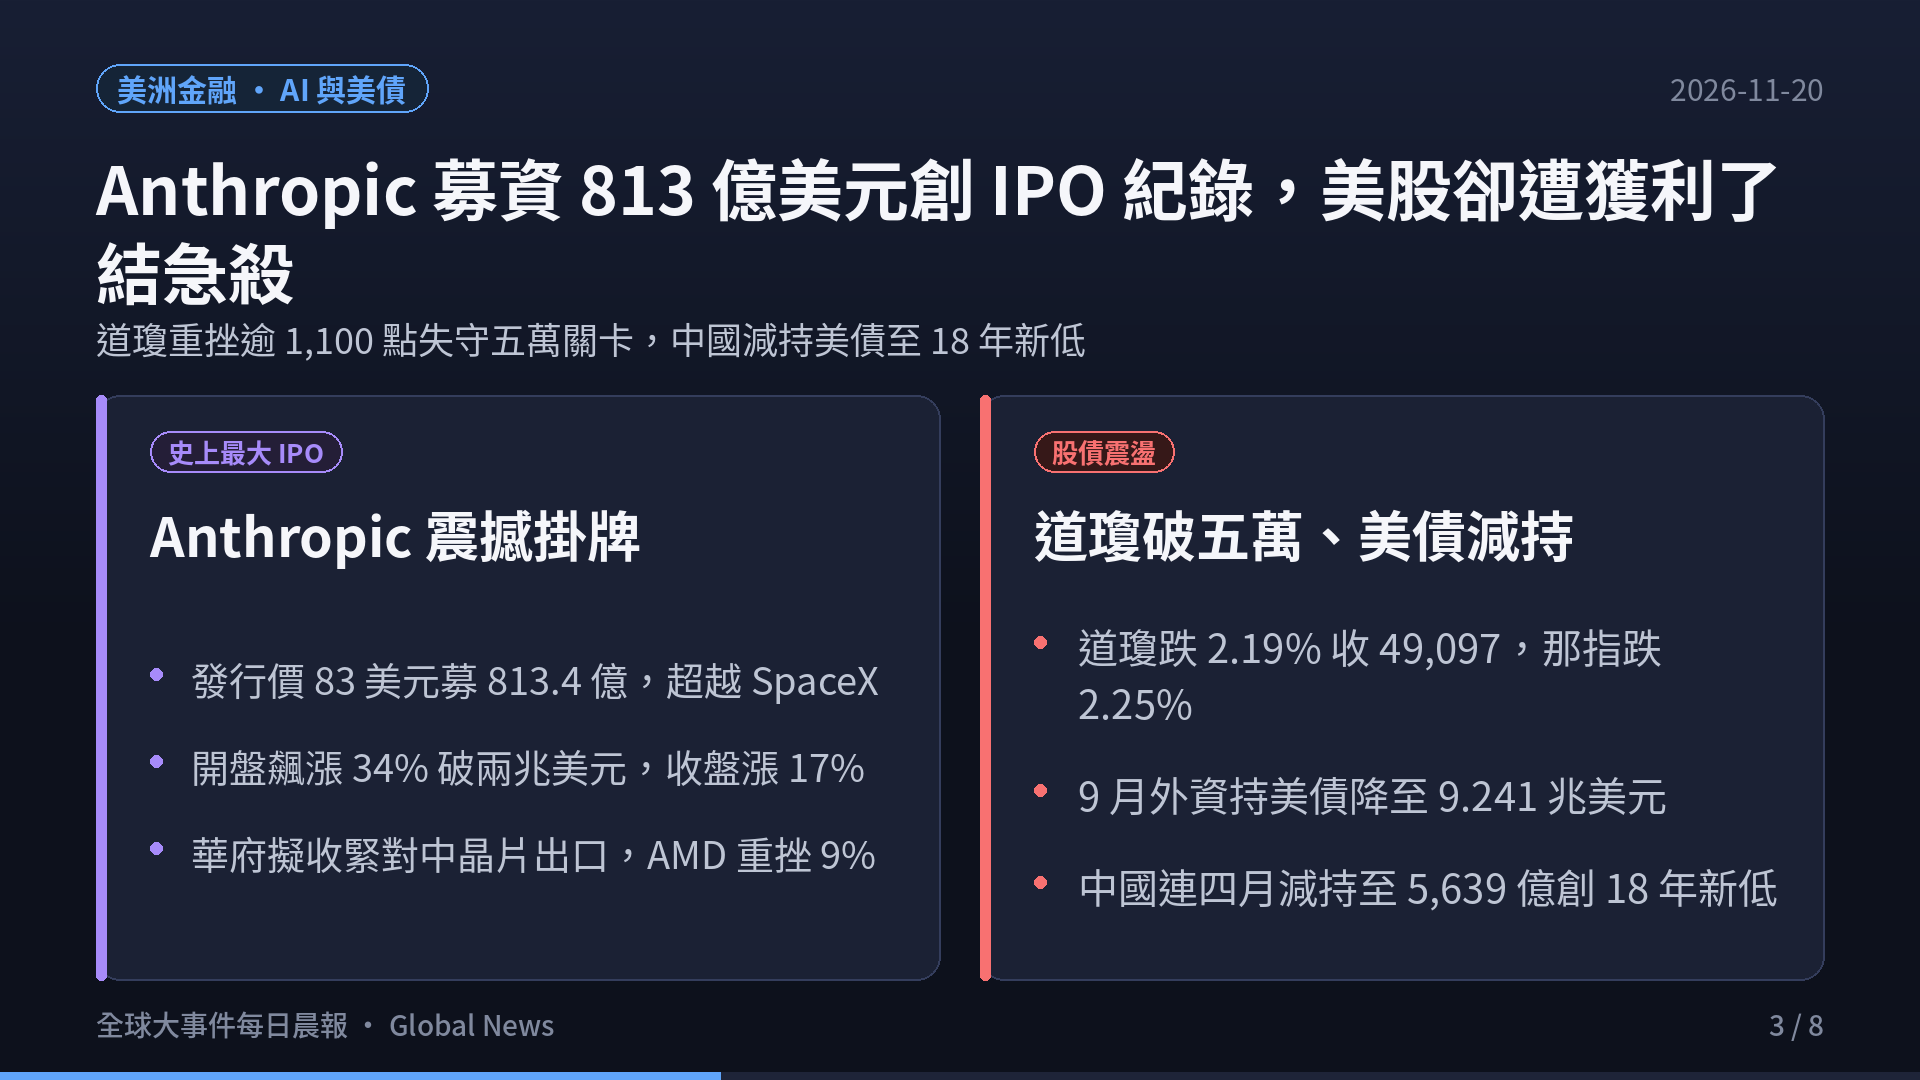 美洲金融 · AI 與美債
2026-11-20
Anthropic 募資 813 億美元創 IPO 紀錄，美股卻遭獲利了
結急殺
道瓊重挫逾 1,100 點失守五萬關卡，中國減持美債至 18 年新低
史上最大 IPO
Anthropic 震撼掛牌
• 發行價 83 美元募 813.4 億，超越 SpaceX
• 開盤飆漲 34% 破兩兆美元，收盤漲 17%
• 華府擬收緊對中晶片出口，AMD 重挫 9%
股債震盪
道瓊破五萬、美債減持
• 道瓊跌 2.19% 收 49,097，那指跌
2.25%
• 9 月外資持美債降至 9.241 兆美元
• 中國連四月減持至 5,639 億創 18 年新低
全球大事件每日晨報 · Global News
3 / 8